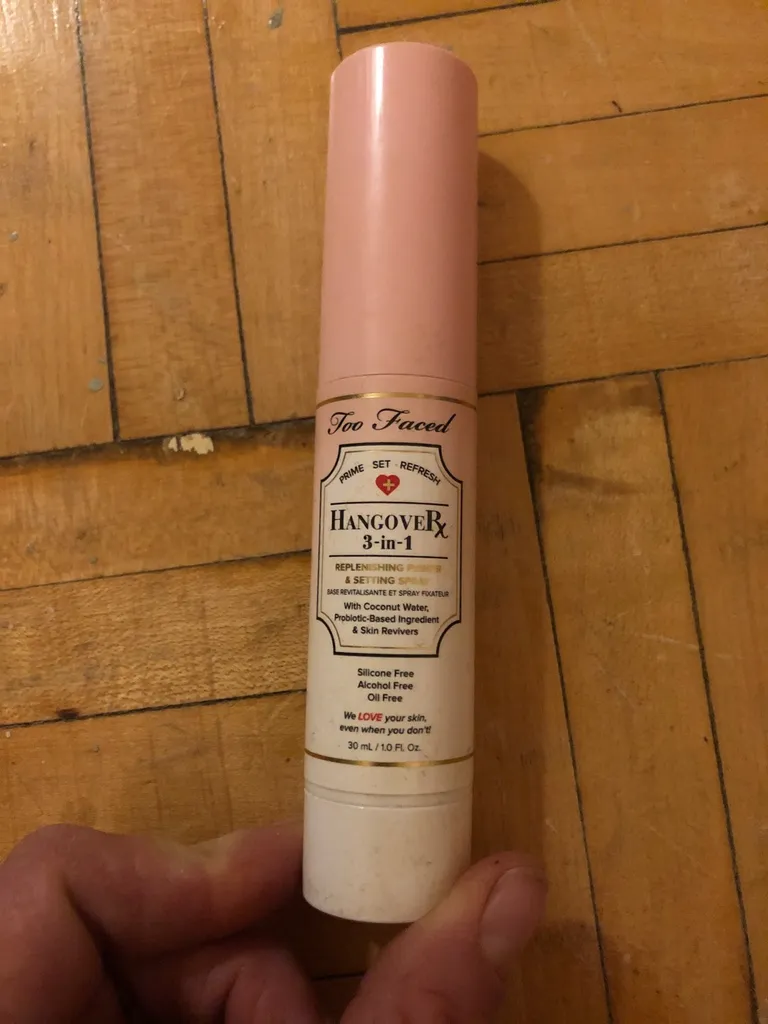 Too Faced
PRIME SET · REFRESH
HANGOVERX
3-in-1
REPLENISHING PRIMER
& SETTING SPRAY
BASE REVITALISANTE ET SPRAY FIXATEUR
With Coconut Water,
Probiotic-Based Ingredient
& Skin Revivers
Silicone Free
Alcohol Free
Oil Free
We LOVE your skin,
even when you don't!
30 mL / 1.0 Fl. Oz.